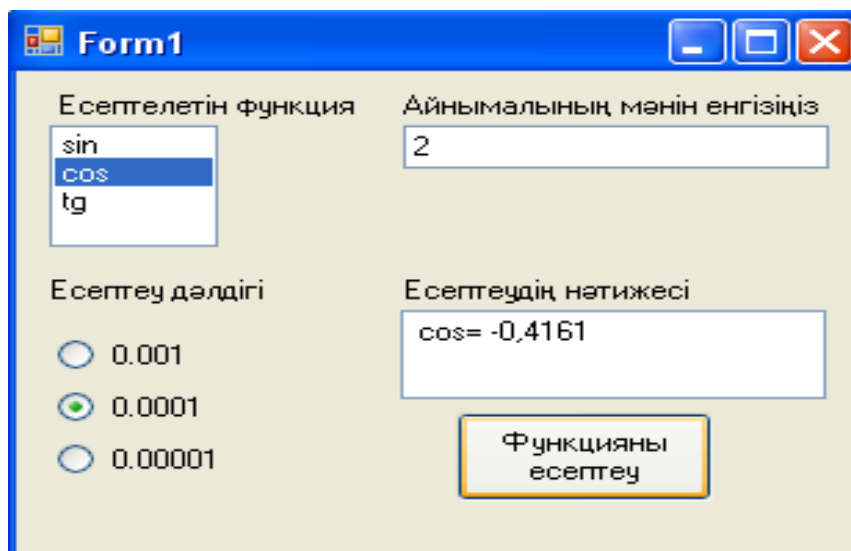 Form1
Есептелетін функция
sin
cos
tg
Айнымалының мәнін енгізіңіз
2
Есептеу дәлдігі
0.001
0.0001
0.00001
Есептеудің нәтижесі
cos= -0,4161
Функцияны
есептеу